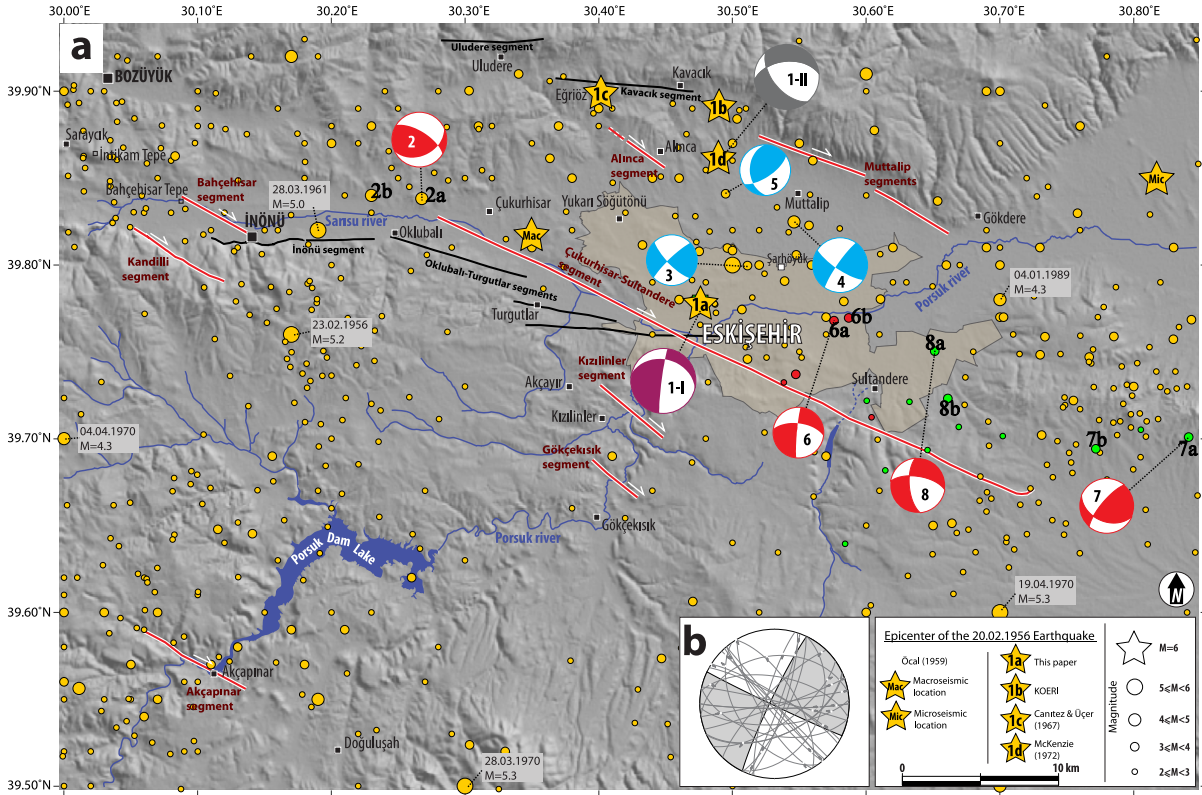 30.00°E
30.10°E
30.20°E
30.30°E
30.40°E
30.50°E
30.60°E
30.70°E
30.80°E
a
39.90°N
39.80°N
39.70°N
39.60°N
39.50°N
BOZÜYÜK
Uludere segment
Uludere
Kavacık
Kavacık segment
Eğriöz
1c
1b
1d
1-II
Saraycık
İntikam Tepe
2
Alınca
Alınca
segment
5
Muttalip
segments
Mic
Bahçehisar Tepe
Bahçehisar
segment
28.03.1961
M=5.0
2b
2a
Çukurhisar
Yukarı Söğütönü
Muttalip
Gökdere
İNÖNÜ
Sarısu river
Oklubalı
Mac
İnönü segment
Kandilli
segment
Oklubalı-Turgutlar segments
Çukurhisar-Sultandere
segment
3
Sarhöyük
4
Porsuk river
04.01.1989
M=4.3
23.02.1956
M=5.2
Turgutlar
1a
ESKİŞEHİR
6a
6b
8a
Kızılinler
segment
1-I
Akçayır
Sultandere
8b
Kızılinler
04.04.1970
M=4.3
6
7b
7a
Gökçekısık
segment
8
7
Gökçekısık
Porsuk river
Porsuk Dam Lake
19.04.1970
M=5.3
N
Akçapınar
Akçapınar
segment
Doğuluşah
28.03.1970
M=5.3
b
Epicenter of the 20.02.1956 Earthquake
Öcal (1959)
Mac
Macroseismic
location
Mic
Microseismic
location
1a
This paper
1b
KOERI
1c
Canıtez & Üçer
(1967)
1d
McKenzie
(1972)
0
10 km
Magnitude
M=6
5≤M<6
4≤M<5
3≤M<4
2≤M<3